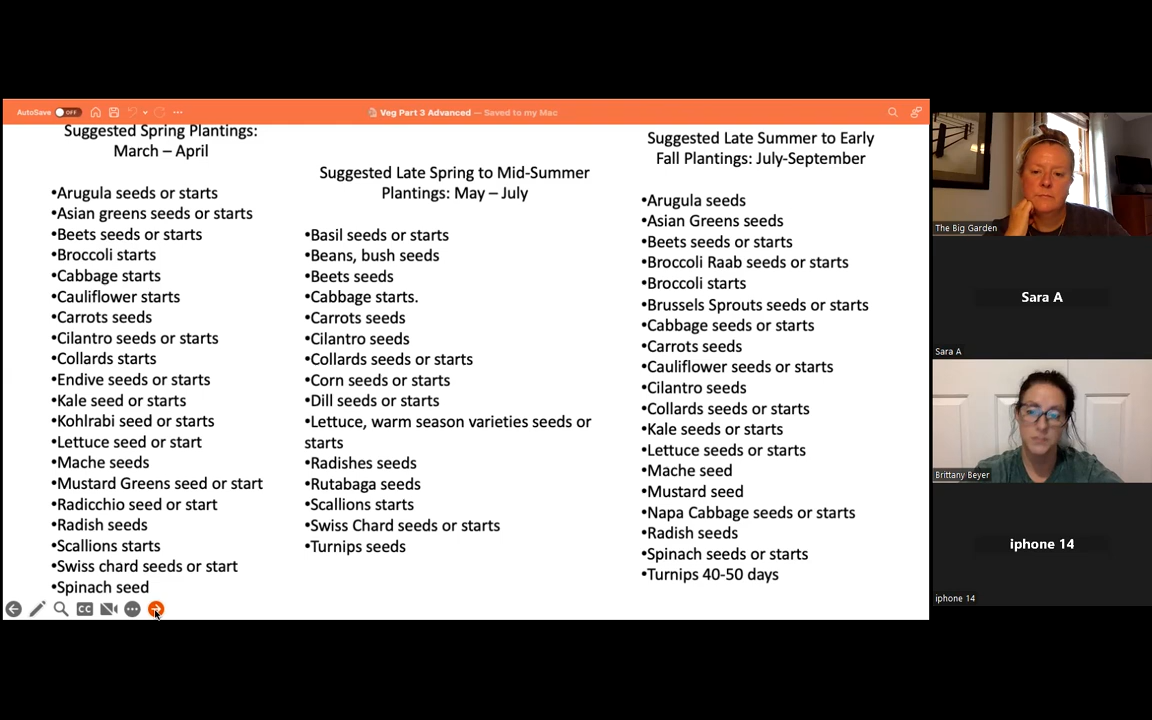 AutoSave OFF
Veg Part 3 Advanced — Saved to my Mac
Suggested Spring Plantings:
March – April
•Arugula seeds or starts
•Asian greens seeds or starts
•Beets seeds or starts
•Broccoli starts
•Cabbage starts
•Cauliflower starts
•Carrots seeds
•Cilantro seeds or starts
•Collards starts
•Endive seeds or starts
•Kale seed or starts
•Kohlrabi seed or starts
•Lettuce seed or start
•Mache seeds
•Mustard Greens seed or start
•Radicchio seed or start
•Radish seeds
•Scallions starts
•Swiss chard seeds or start
•Spinach seed
Suggested Late Spring to Mid-Summer
Plantings: May – July
•Basil seeds or starts
•Beans, bush seeds
•Beets seeds
•Cabbage starts.
•Carrots seeds
•Cilantro seeds
•Collards seeds or starts
•Corn seeds or starts
•Dill seeds or starts
•Lettuce, warm season varieties seeds or
starts
•Radishes seeds
•Rutabaga seeds
•Scallions starts
•Swiss Chard seeds or starts
•Turnips seeds
Suggested Late Summer to Early
Fall Plantings: July-September
•Arugula seeds
•Asian Greens seeds
•Beets seeds or starts
•Broccoli Raab seeds or starts
•Broccoli starts
•Brussels Sprouts seeds or starts
•Cabbage seeds or starts
•Carrots seeds
•Cauliflower seeds or starts
•Cilantro seeds
•Collards seeds or starts
•Kale seeds or starts
•Lettuce seeds or starts
•Mache seed
•Mustard seed
•Napa Cabbage seeds or starts
•Radish seeds
•Spinach seeds or starts
•Turnips 40-50 days
CC
The Big Garden
Sara A
Sara A
Brittany Beyer
iphone 14
iphone 14